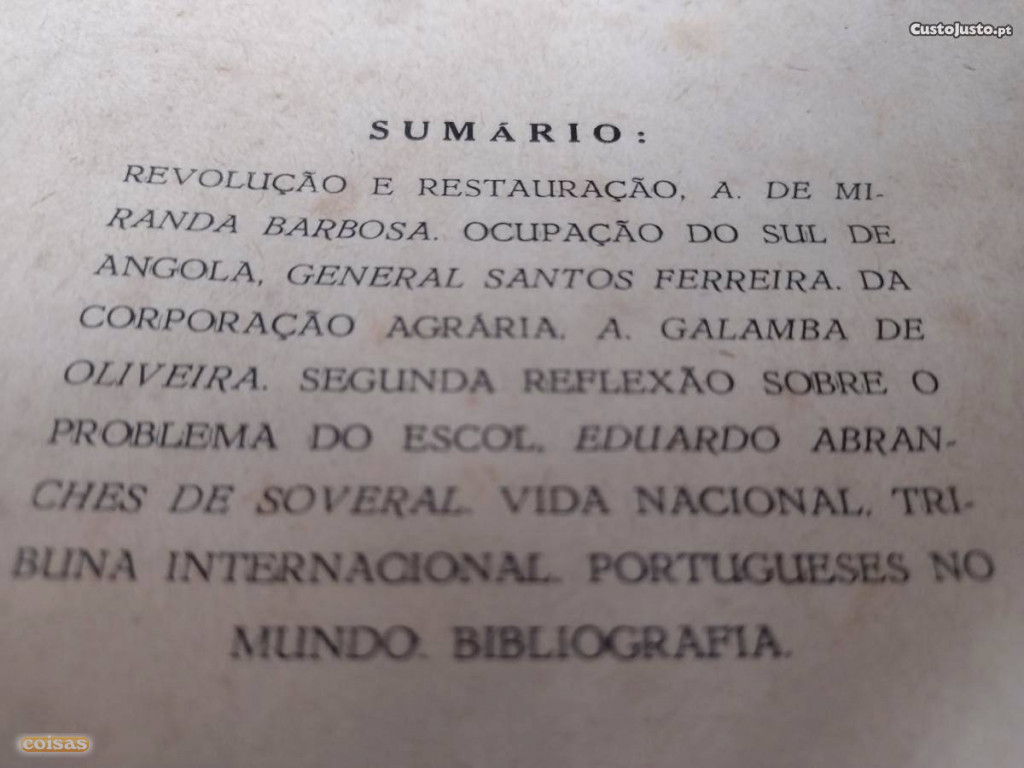 CustoJusto.pt
SUMÁRIO:
REVOLUÇÃO E RESTAURAÇÃO, A. DE MI-
RANDA BARBOSA. OCUPAÇÃO DO SUL DE
ANGOLA, GENERAL SANTOS FERREIRA. DA
CORPORAÇÃO AGRÁRIA, A. GALAMBA DE
OLIVEIRA. SEGUNDA REFLEXÃO SOBRE O
PROBLEMA DO ESCOL, EDUARDO ABRAN-
CHES DE SOVERAL. VIDA NACIONAL. TRI-
BUNA INTERNACIONAL. PORTUGUESES NO
MUNDO. BIBLIOGRAFIA.
coisas